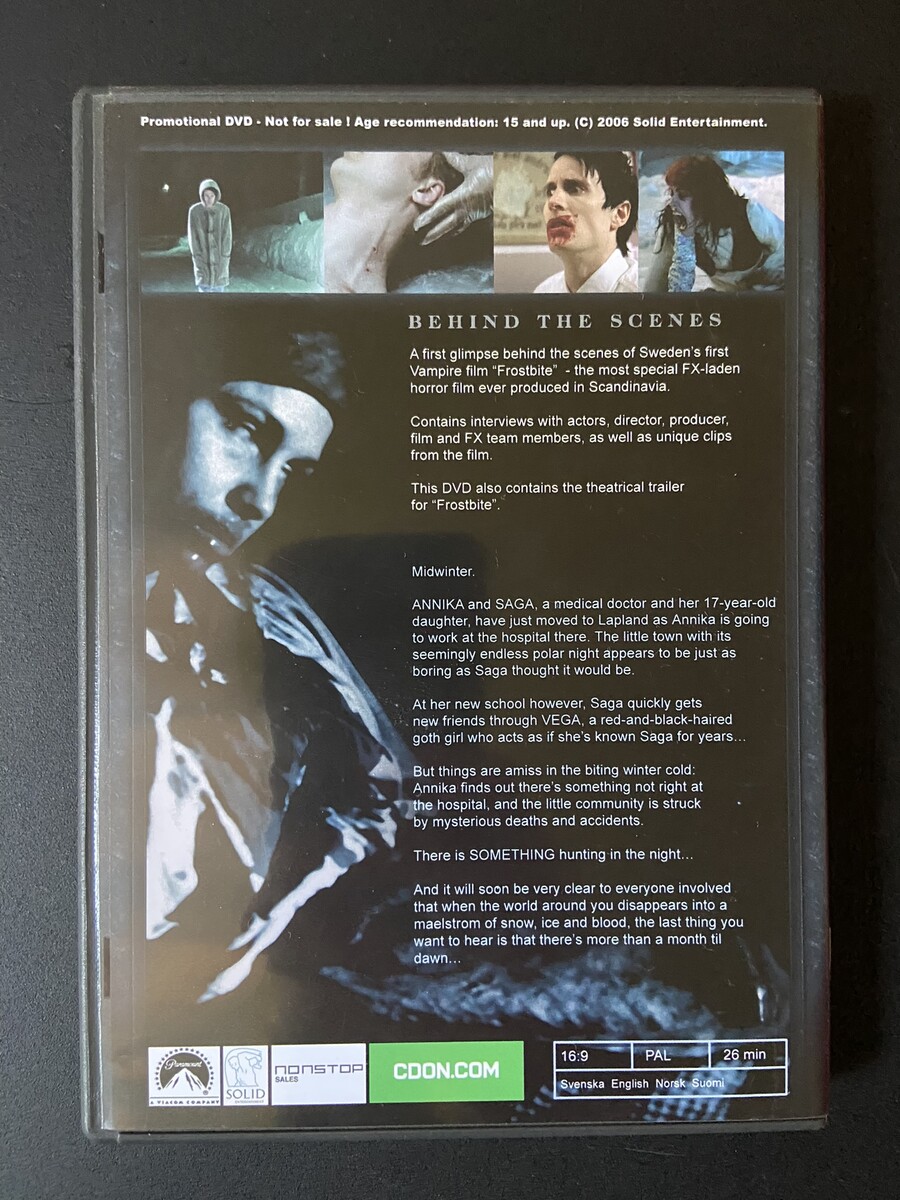 Promotional DVD - Not for sale ! Age recommendation: 15 and up. (C) 2006 Solid Entertainment.
BEHIND THE SCENES
A first glimpse behind the scenes of Sweden's first
Vampire film “Frostbite” - the most special FX-laden
horror film ever produced in Scandinavia.
Contains interviews with actors, director, producer,
film and FX team members, as well as unique clips
from the film.
This DVD also contains the theatrical trailer
for “Frostbite”.
Midwinter.
ANNIKA and SAGA, a medical doctor and her 17-year-old
daughter, have just moved to Lapland as Annika is going
to work at the hospital there. The little town with its
seemingly endless polar night appears to be just as
boring as Saga thought it would be.
At her new school however, Saga quickly gets
new friends through VEGA, a red-and-black-haired
goth girl who acts as if she's known Saga for years…
But things are amiss in the biting winter cold:
Annika finds out there's something not right at
the hospital, and the little community is struck
by mysterious deaths and accidents.
There is SOMETHING hunting in the night…
And it will soon be very clear to everyone involved
that when the world around you disappears into a
maelstrom of snow, ice and blood, the last thing you
want to hear is that there's more than a month til
dawn…
Paramount
A VIACOM COMPANY
SOLID
ENTERTAINMENT
nonstop
SALES
CDON.COM
16:9 PAL 26 min
Svenska English Norsk Suomi